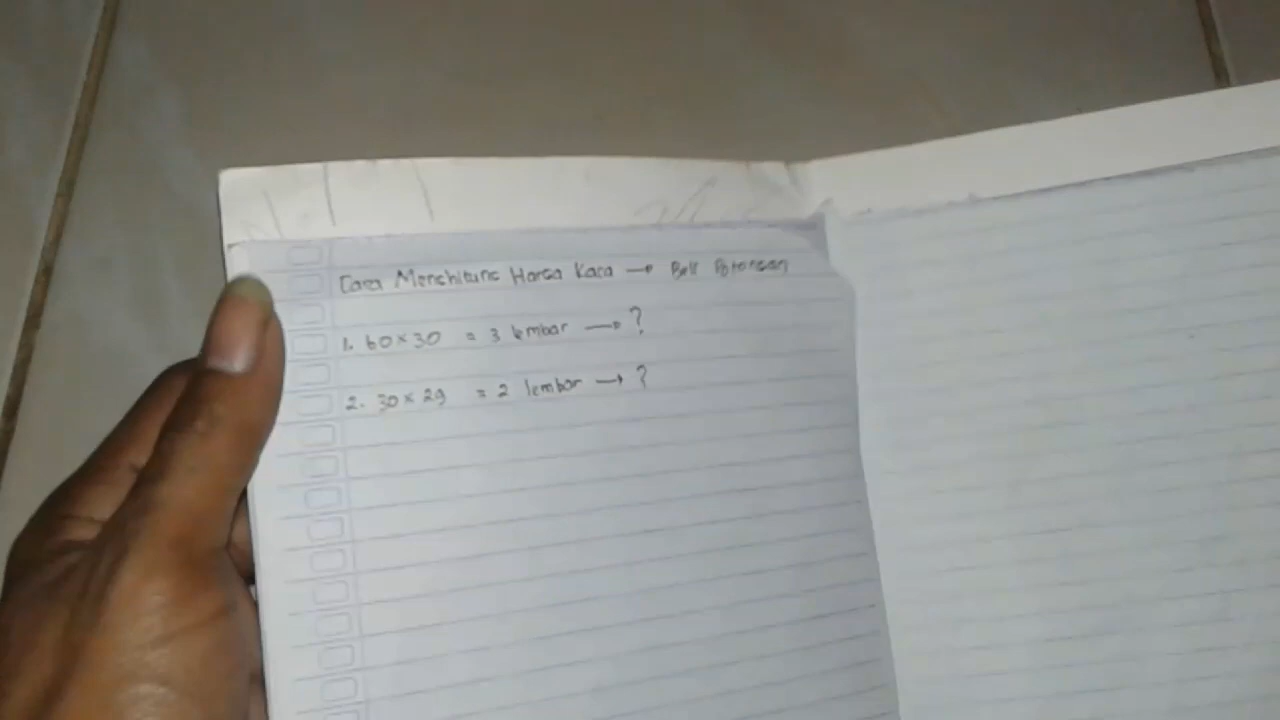 Cara Menghitung Harga Kaca → Beli Potongan
1. 60 x 30 = 3 lembar → ?
2. 30 x 29 = 2 lembar → ?